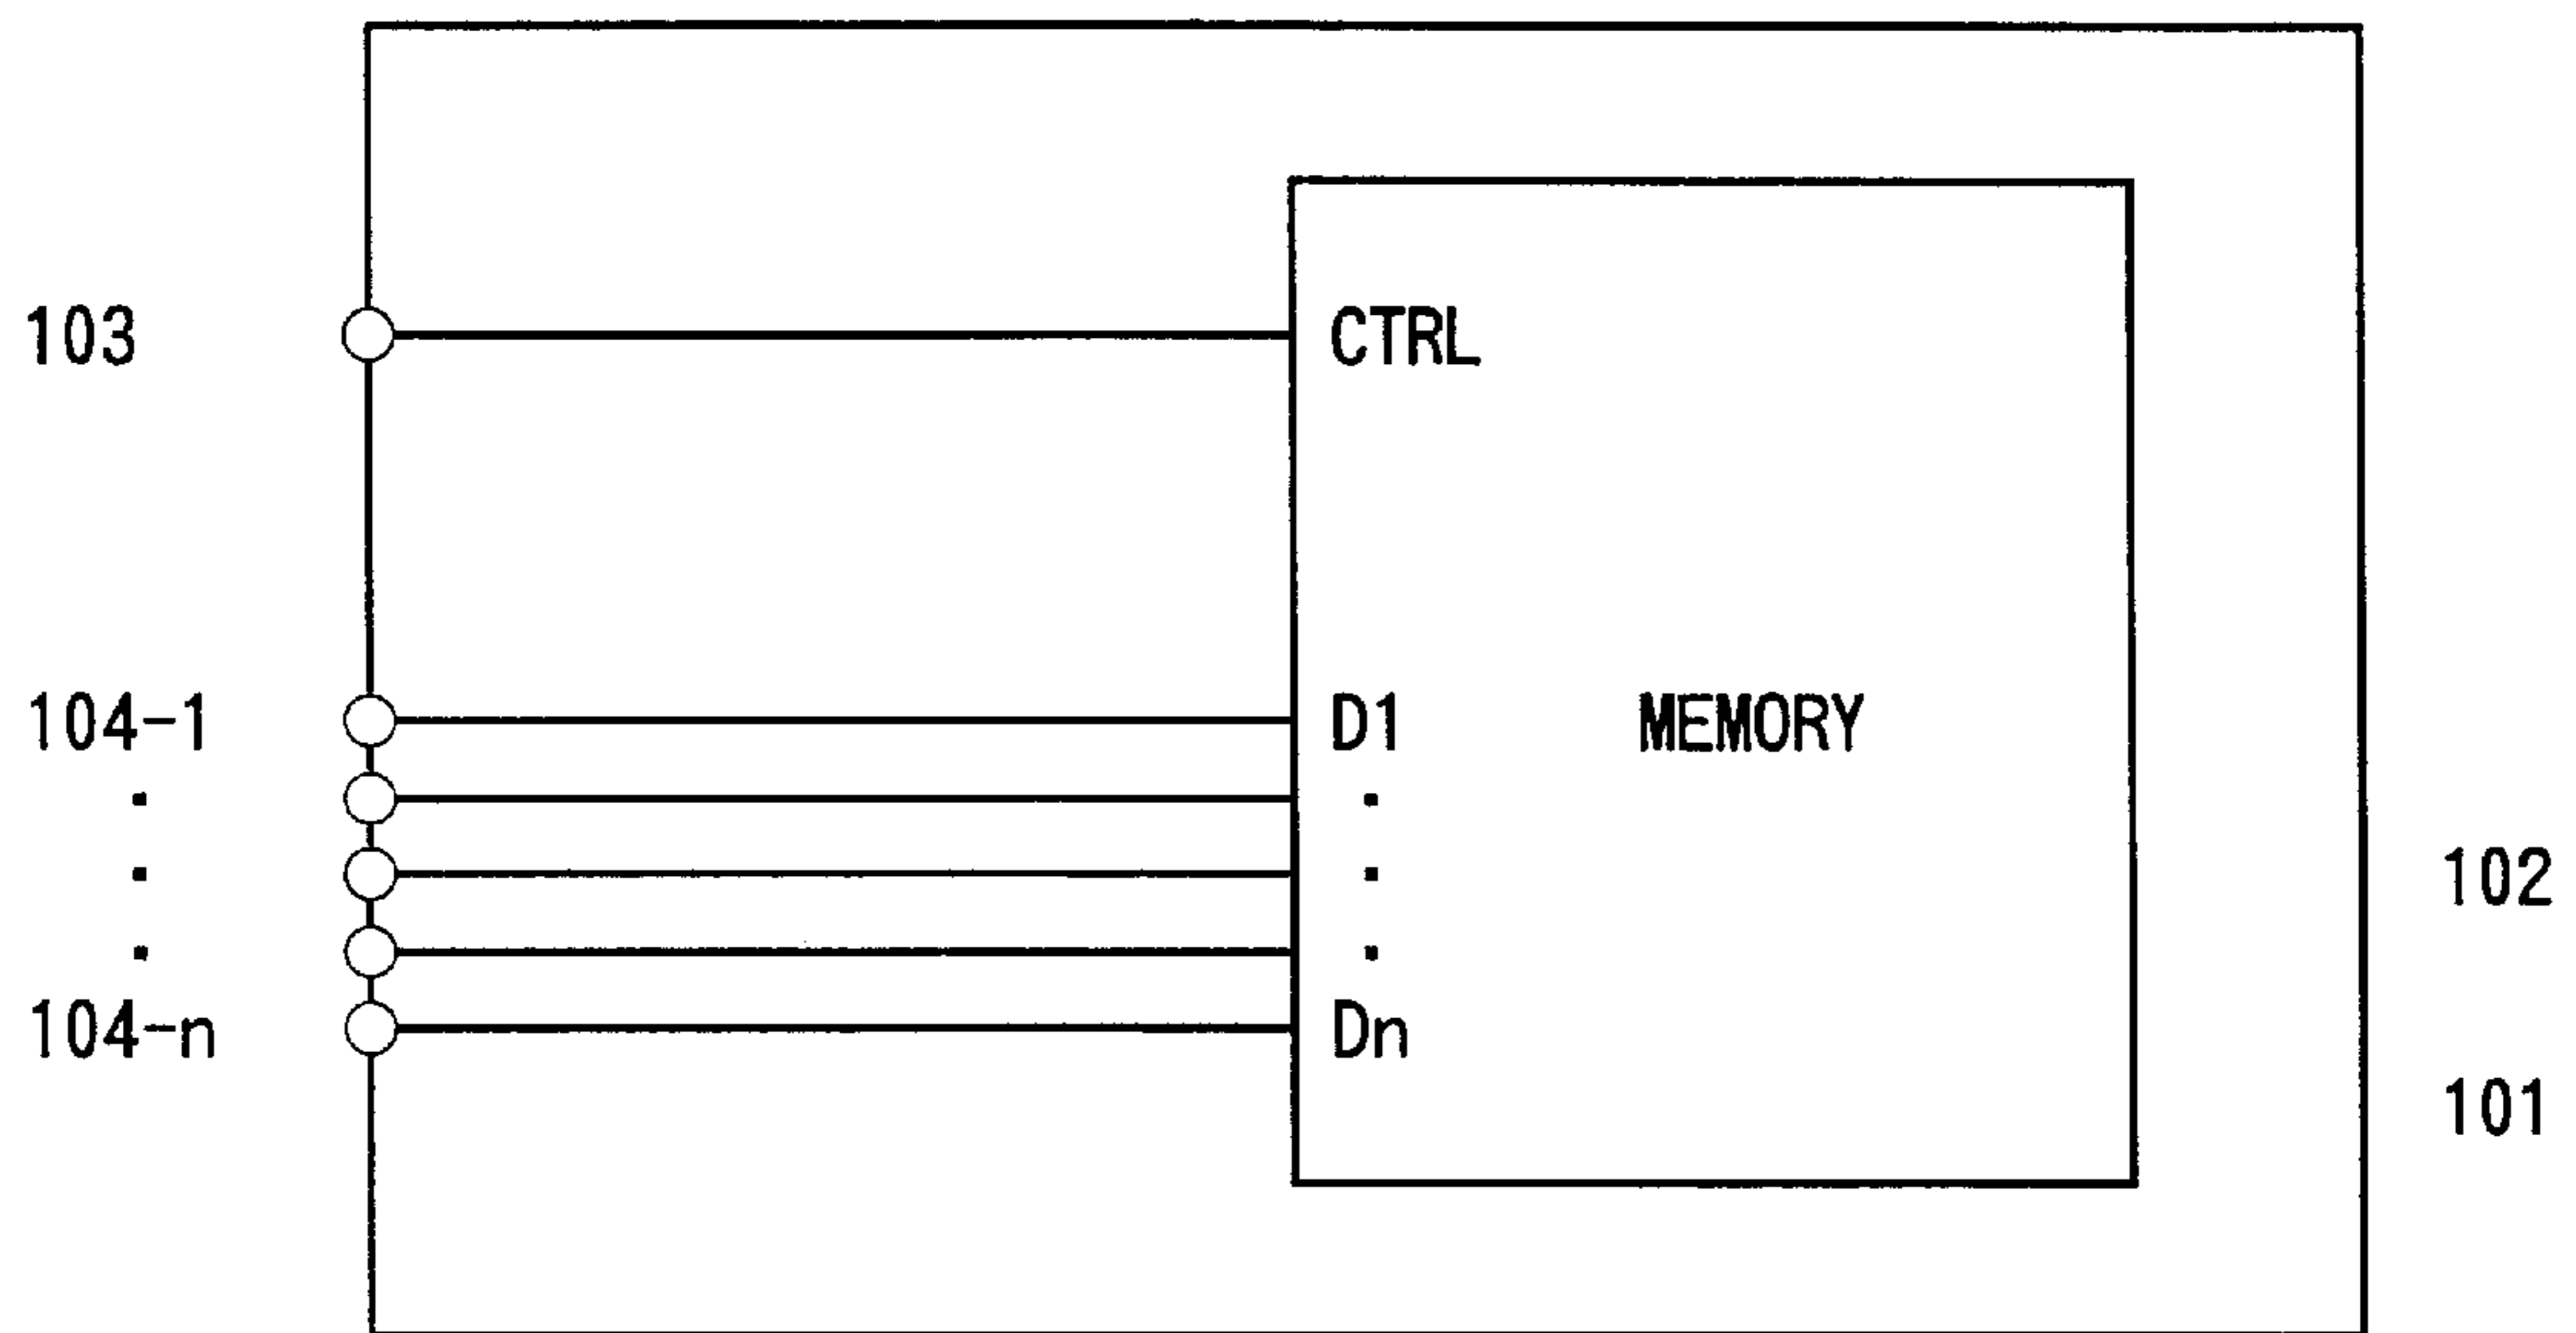 103 CTRL
104-1 D1 MEMORY
. .
. . 102
. .
104-n Dn
101